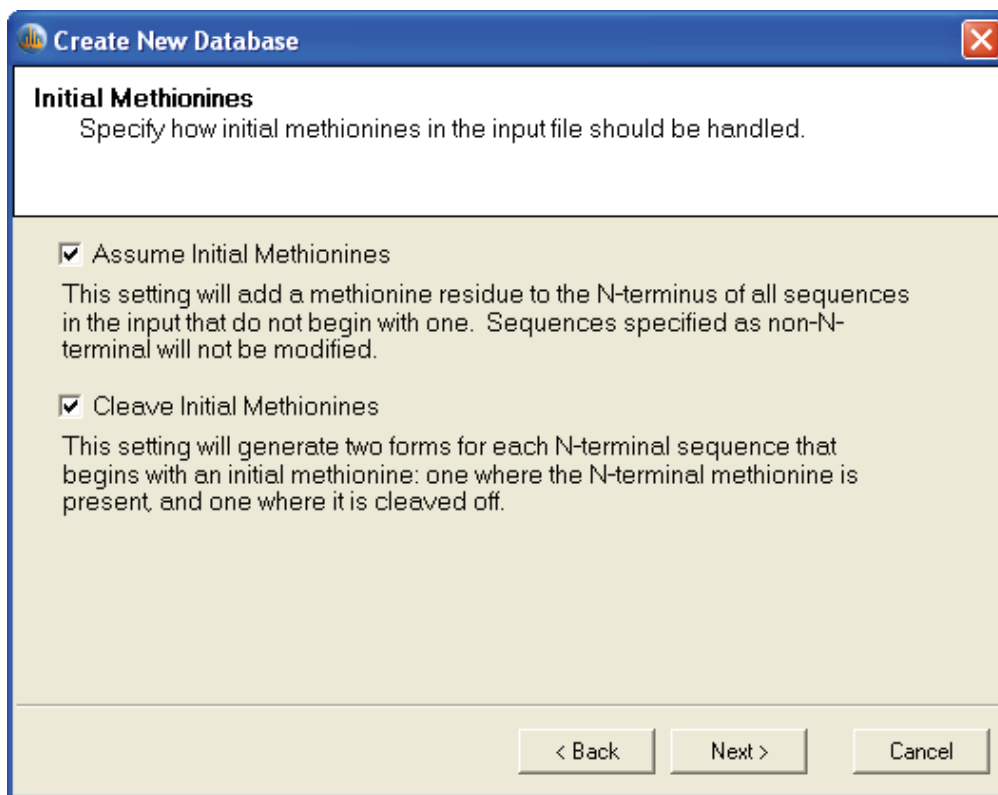 Create New Database
Initial Methionines
Specify how initial methionines in the input file should be handled.
Assume Initial Methionines
This setting will add a methionine residue to the N-terminus of all sequences
in the input that do not begin with one. Sequences specified as non-N-
terminal will not be modified.
Cleave Initial Methionines
This setting will generate two forms for each N-terminal sequence that
begins with an initial methionine: one where the N-terminal methionine is
present, and one where it is cleaved off.
< Back Next > Cancel